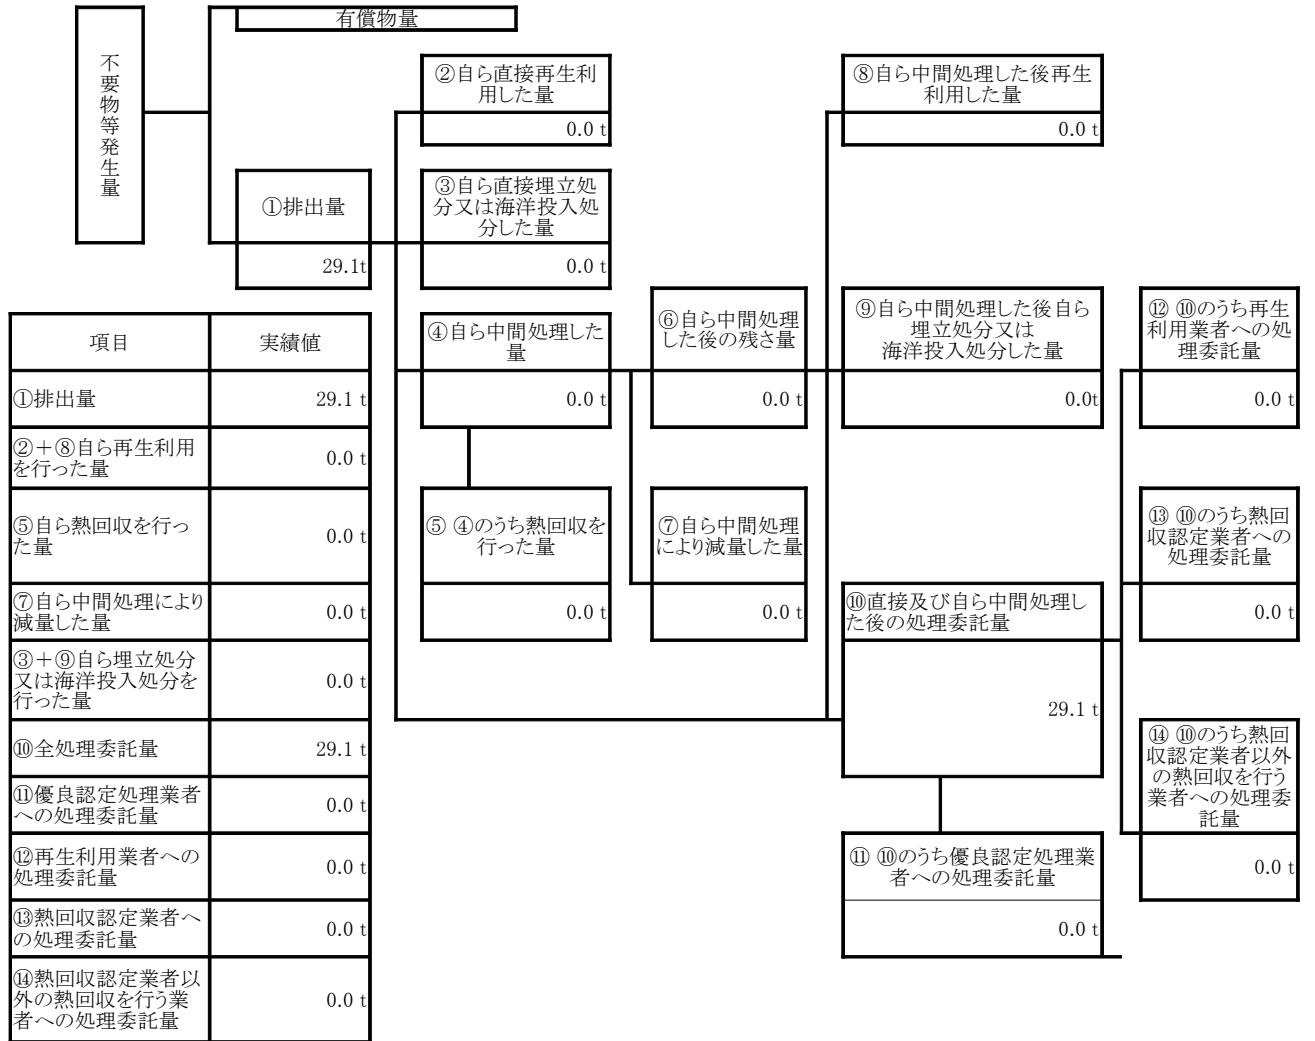 有償物量
不要物等発生量
②自ら直接再生利
用した量
0.0 t
⑧自ら中間処理した後再生
利用した量
0.0 t
①排出量
29.1t
③自ら直接埋立処
分又は海洋投入処
分した量
0.0 t
④自ら中間処理した
量
0.0 t
⑥自ら中間処理
した後の残さ量
0.0 t
⑨自ら中間処理した後自ら
埋立処分又は
海洋投入処分した量
0.0t
⑫ ⑩のうち再生
利用業者への処
理委託量
0.0 t
⑤ ④のうち熱回収を
行った量
0.0 t
⑦自ら中間処理
により減量した量
0.0 t
⑩直接及び自ら中間処理し
た後の処理委託量
29.1 t
⑬ ⑩のうち熱回
収認定業者への
処理委託量
0.0 t
⑭ ⑩のうち熱回
収認定業者以外
の熱回収を行う
業者への処理委
託量
0.0 t
⑪ ⑩のうち優良認定処理業
者への処理委託量
0.0 t
項目 実績値
①排出量 29.1 t
②＋⑧自ら再生利用
を行った量
0.0 t
⑤自ら熱回収を行っ
た量
0.0 t
⑦自ら中間処理により
減量した量
0.0 t
③＋⑨自ら埋立処分
又は海洋投入処分を
行った量
0.0 t
⑩全処理委託量 29.1 t
⑪優良認定処理業者
への処理委託量
0.0 t
⑫再生利用業者への
処理委託量
0.0 t
⑬熱回収認定業者へ
の処理委託量
0.0 t
⑭熱回収認定業者以
外の熱回収を行う業
者への処理委託量
0.0 t